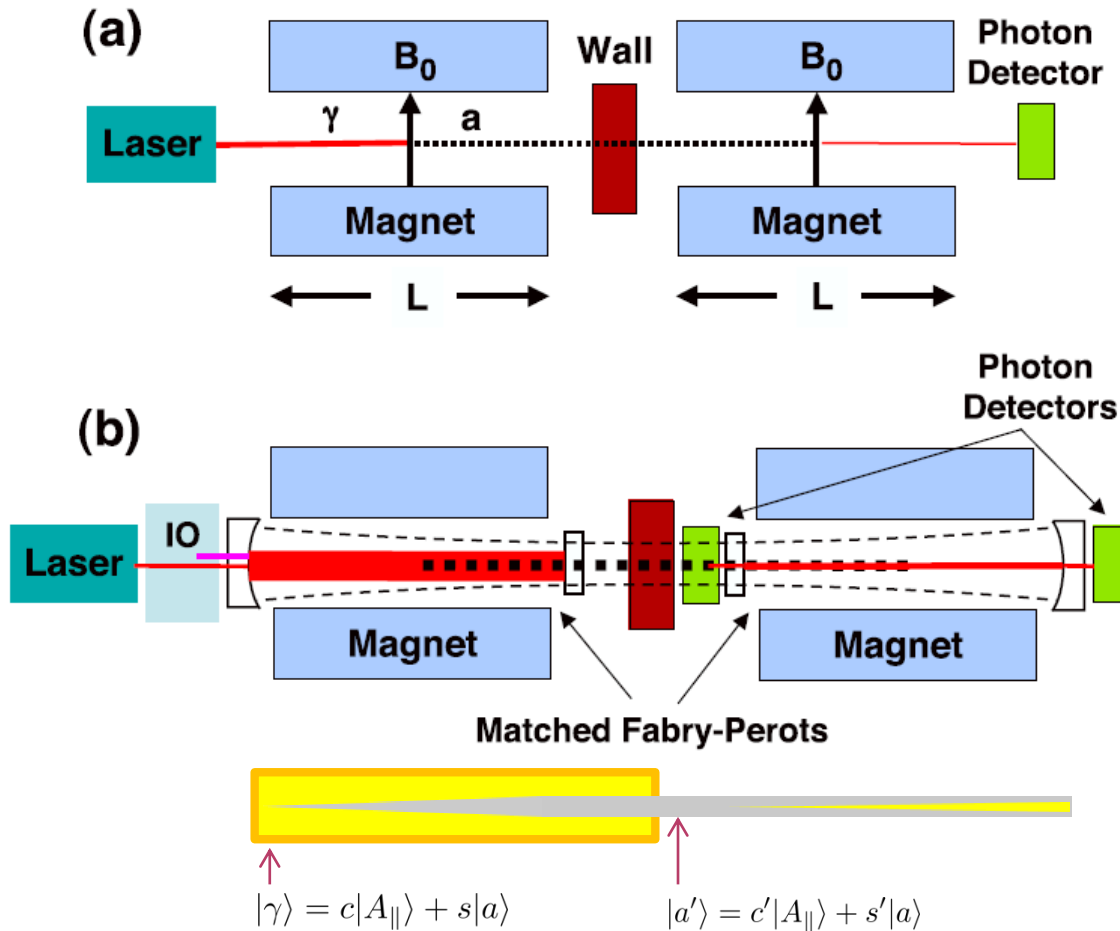 (a)
B₀
Wall
B₀
Photon
Detector
Laser
γ
a
Magnet
Magnet
L
L
(b)
Photon
Detectors
IO
Laser
Magnet
Magnet
Matched Fabry-Perots
|γ⟩ = c|A∥⟩ + s|a⟩
|a′⟩ = c′|A∥⟩ + s′|a⟩